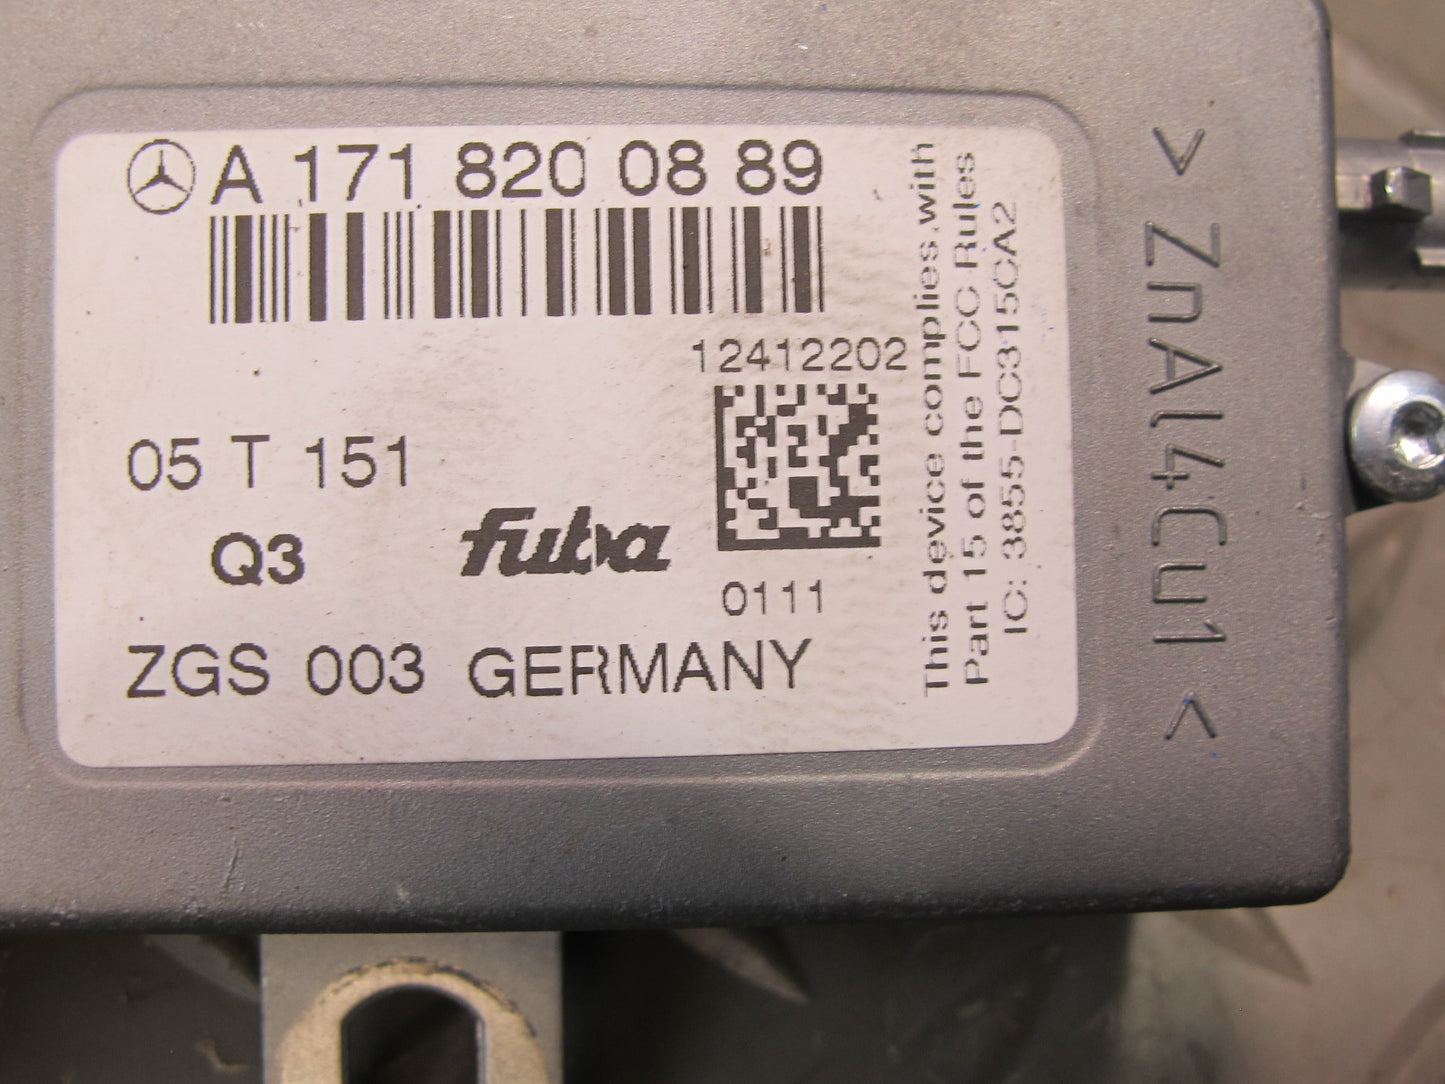 A 171 820 08 89
12412202
05 T 151
Q3
fuba
0111
ZGS 003 GERMANY
This device complies with
Part 15 of the FCC Rules
IC: 3855-DC315CA2
>ZnAl4Cu1<